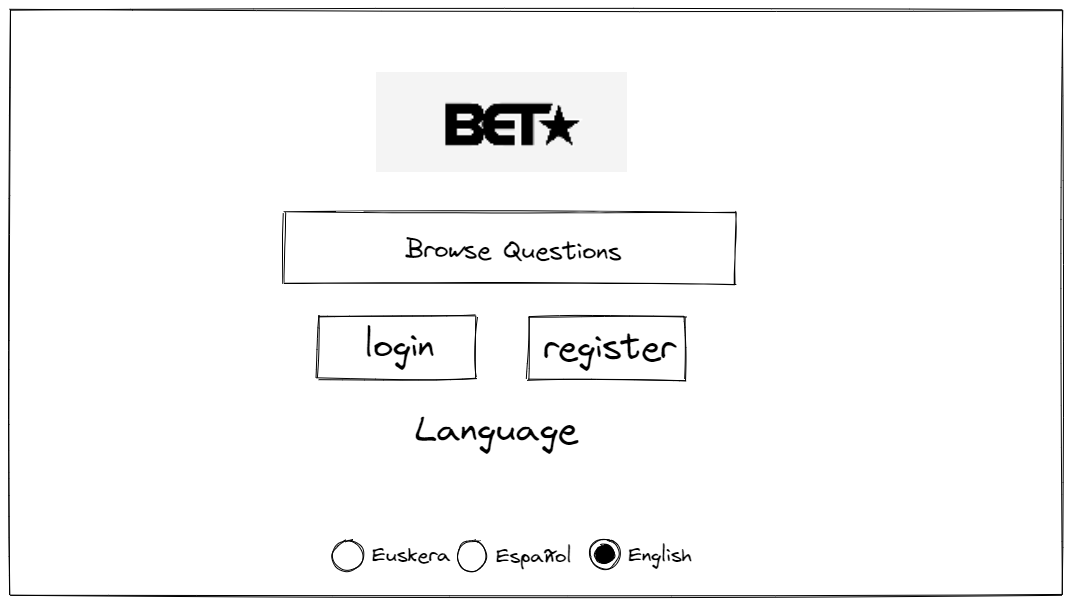 BET★
Browse Questions
login register
Language
Euskera Español English